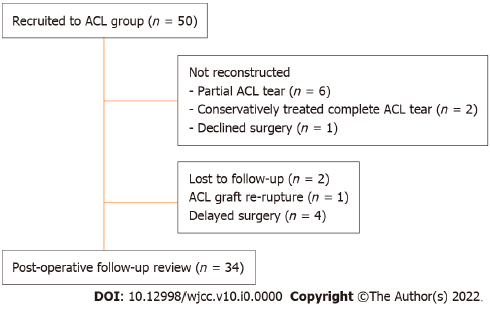 Recruited to ACL group (n = 50)
Not reconstructed
- Partial ACL tear (n = 6)
- Conservatively treated complete ACL tear (n = 2)
- Declined surgery (n = 1)
Lost to follow-up (n = 2)
ACL graft re-rupture (n = 1)
Delayed surgery (n = 4)
Post-operative follow-up review (n = 34)
DOI: 10.12998/wjcc.v10.i0.0000 Copyright ©The Author(s) 2022.